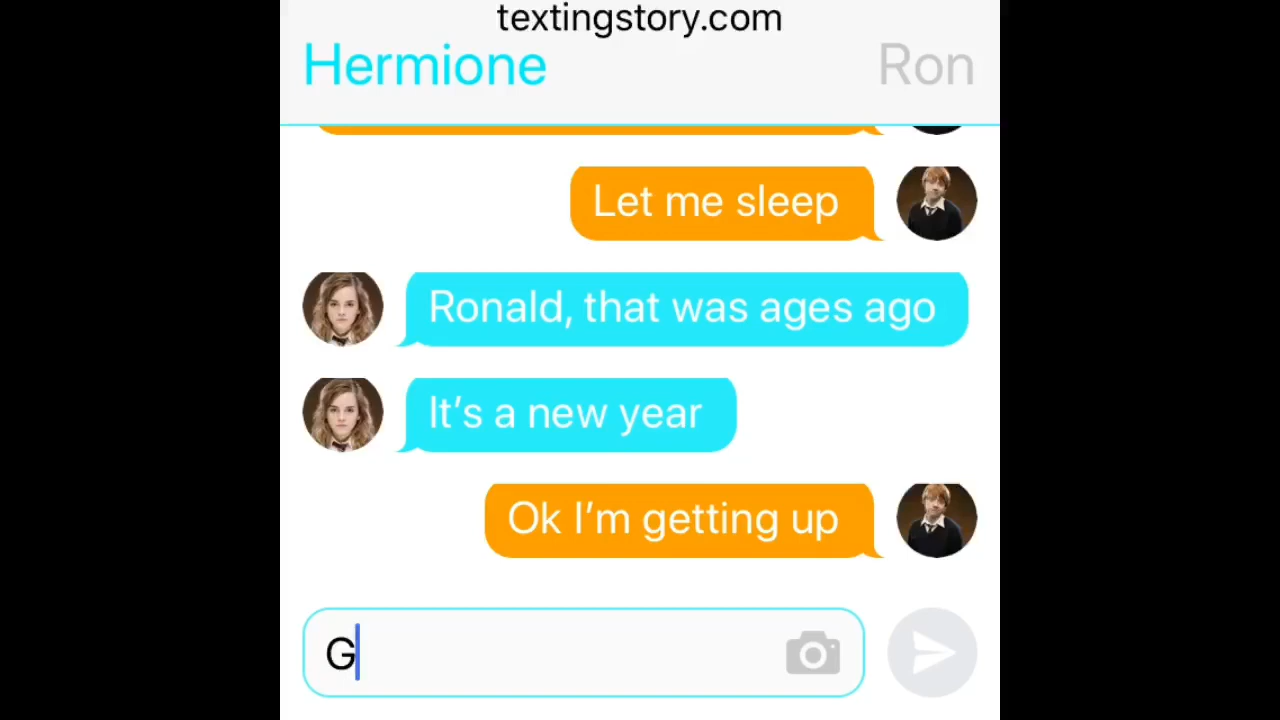 textingstory.com
Hermione Ron
Let me sleep
Ronald, that was ages ago
It’s a new year
Ok I’m getting up
G